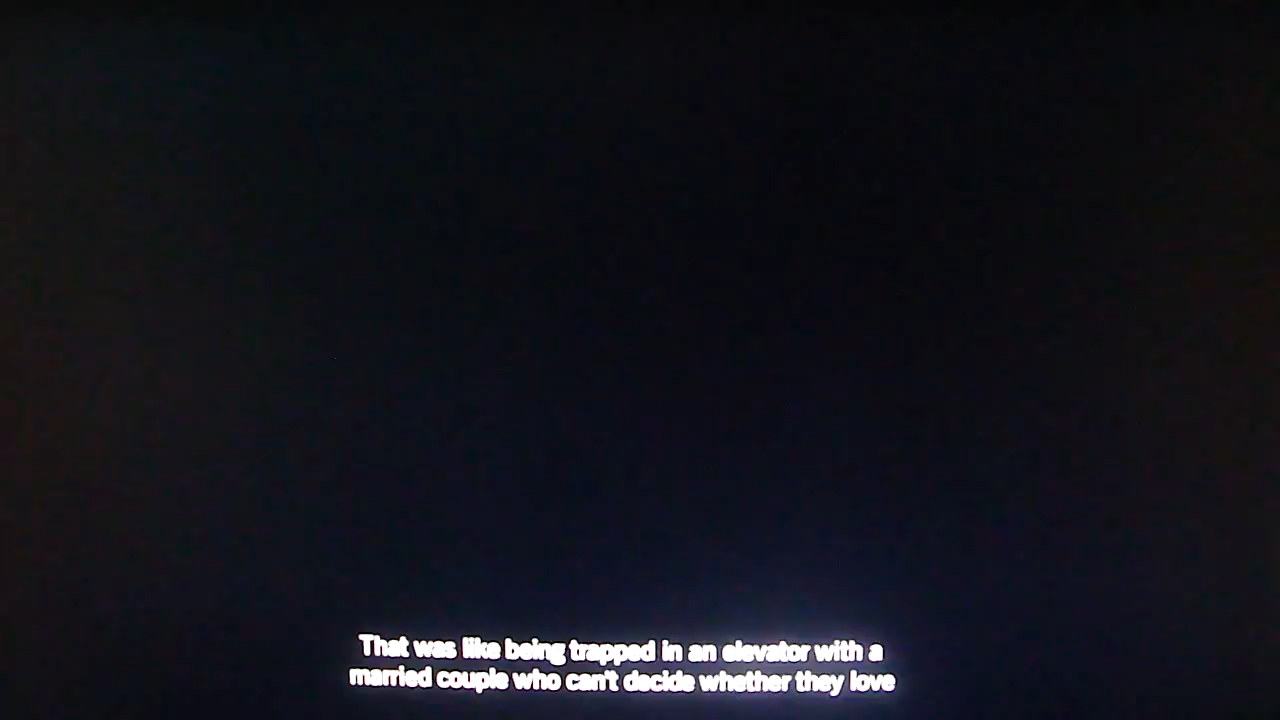 That was like being trapped in an elevator with a
married couple who can't decide whether they love